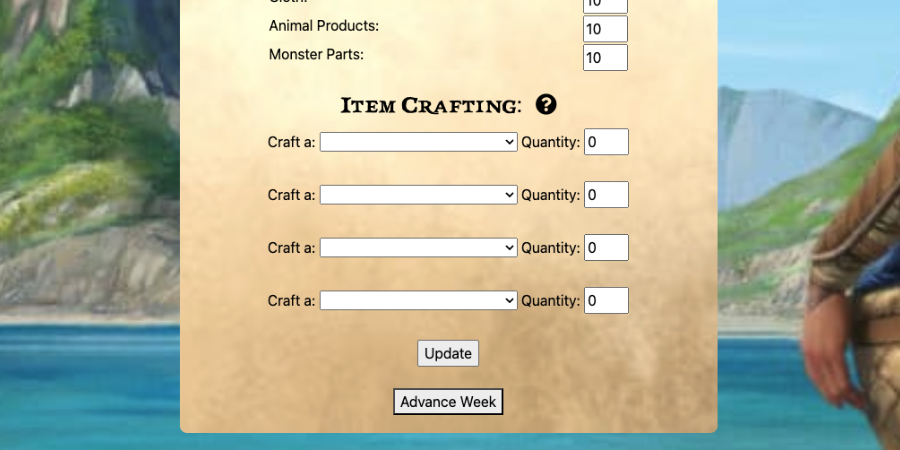 Cloth: 10
Animal Products: 10
Monster Parts: 10
Item Crafting: ?
Craft a: Quantity: 0
Craft a: Quantity: 0
Craft a: Quantity: 0
Craft a: Quantity: 0
Update
Advance Week